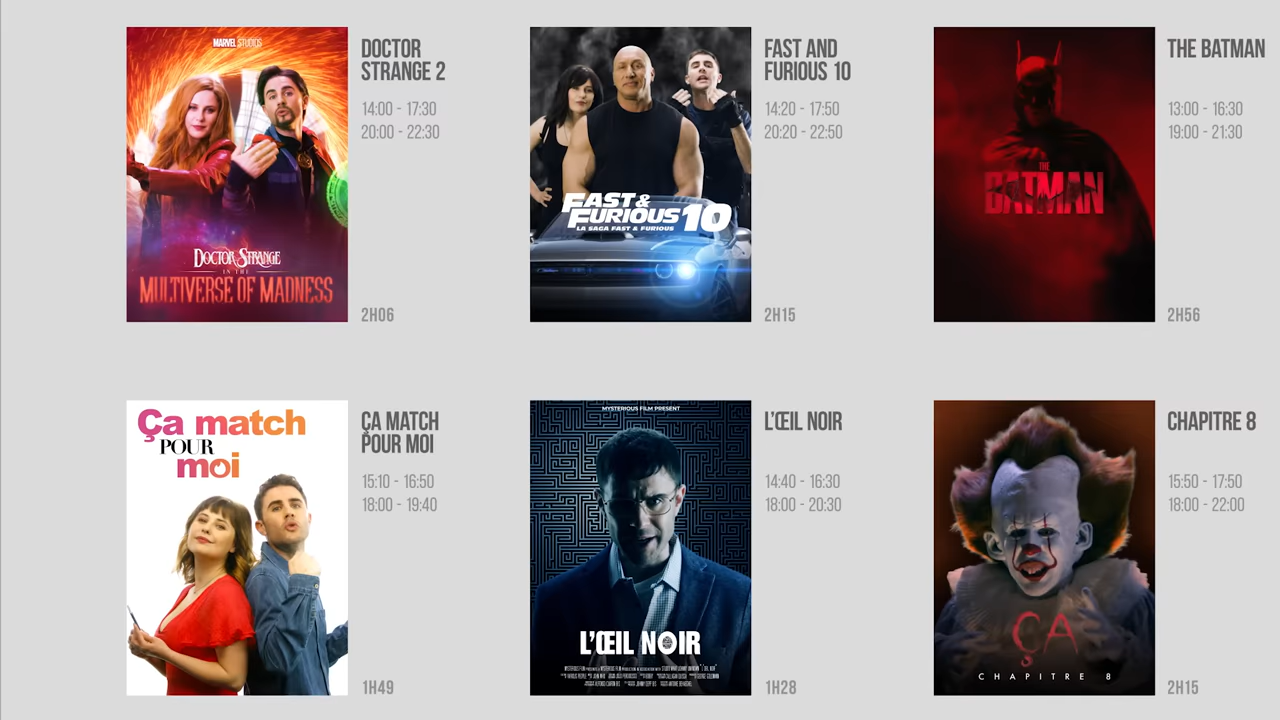 MARVEL STUDIOS
DOCTOR STRANGE
IN THE
MULTIVERSE OF MADNESS
DOCTOR
STRANGE 2
14:00 - 17:30
20:00 - 22:30
2H06
FAST &
FURIOUS 10
LA SAGA FAST & FURIOUS
FAST AND
FURIOUS 10
14:20 - 17:50
20:20 - 22:50
2H15
THE
BATMAN
THE BATMAN
13:00 - 16:30
19:00 - 21:30
2H56
Ça match
POUR
moi
ÇA MATCH
POUR MOI
15:10 - 16:50
18:00 - 19:40
1H49
MYSTERIOUS FILM PRESENT
L'ŒIL NOIR
L'ŒIL NOIR
14:40 - 16:30
18:00 - 20:30
1H28
ÇA
CHAPITRE 8
CHAPITRE 8
15:50 - 17:50
18:00 - 22:00
2H15